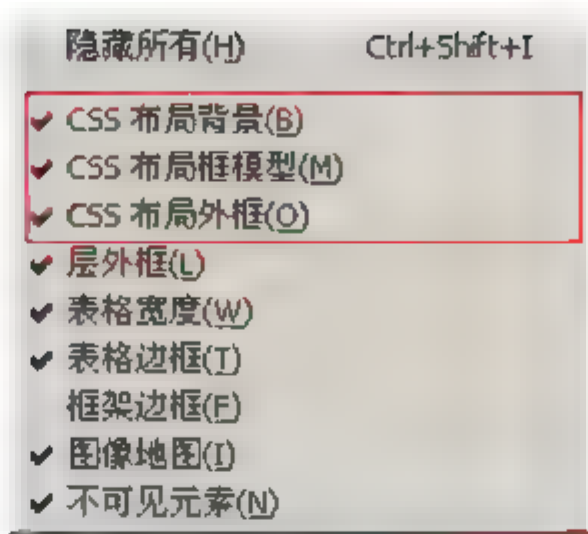 隐藏所有(H) Ctrl+Shift+I
CSS 布局背景(B)
CSS 布局框模型(M)
CSS 布局外框(O)
层外框(L)
表格宽度(W)
表格边框(T)
框架边框(F)
图像地图(I)
不可见元素(N)